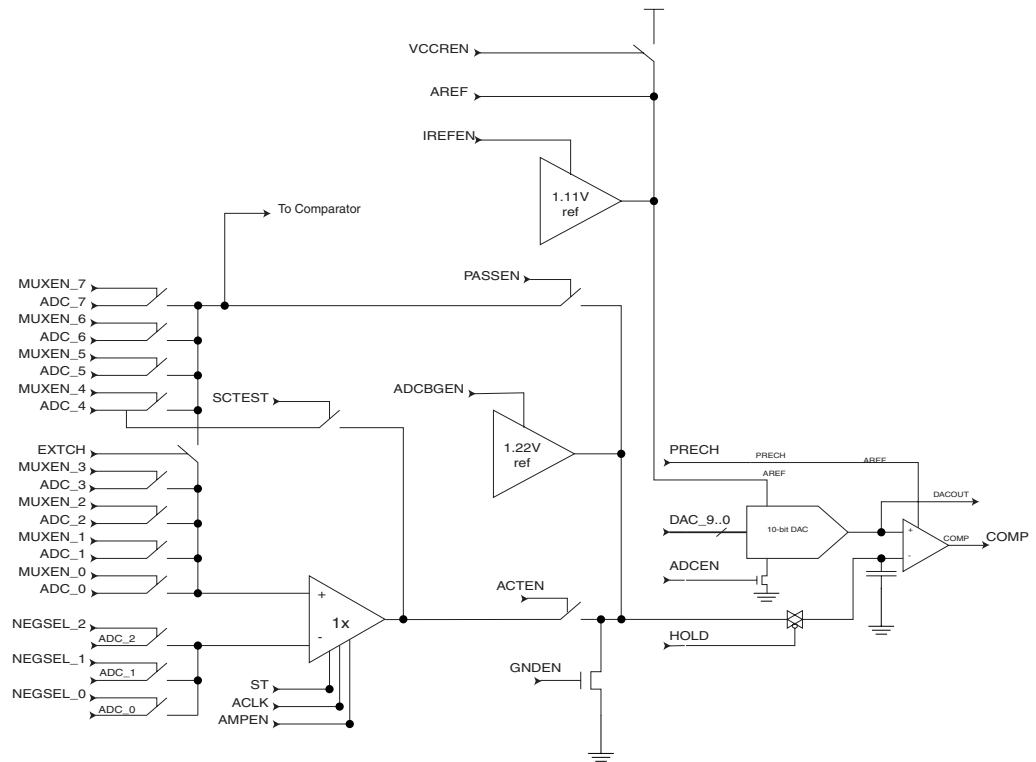 VCCREN
AREF
IREFEN
1.11V
ref
To Comparator
PASSEN
MUXEN_7
ADC_7
MUXEN_6
ADC_6
MUXEN_5
ADC_5
MUXEN_4
ADC_4
SCTEST
ADCBGEN
1.22V
ref
EXTCH
MUXEN_3
ADC_3
MUXEN_2
ADC_2
MUXEN_1
ADC_1
MUXEN_0
ADC_0
PRECH
PRECH
AREF
AREF
DACOUT
DAC_9..0
10-bit DAC
+
-
COMP
COMP
ADCEN
NEGSEL_2
ADC_2
NEGSEL_1
ADC_1
NEGSEL_0
ADC_0
+
1x
-
ACTEN
HOLD
GNDEN
ST
ACLK
AMPEN